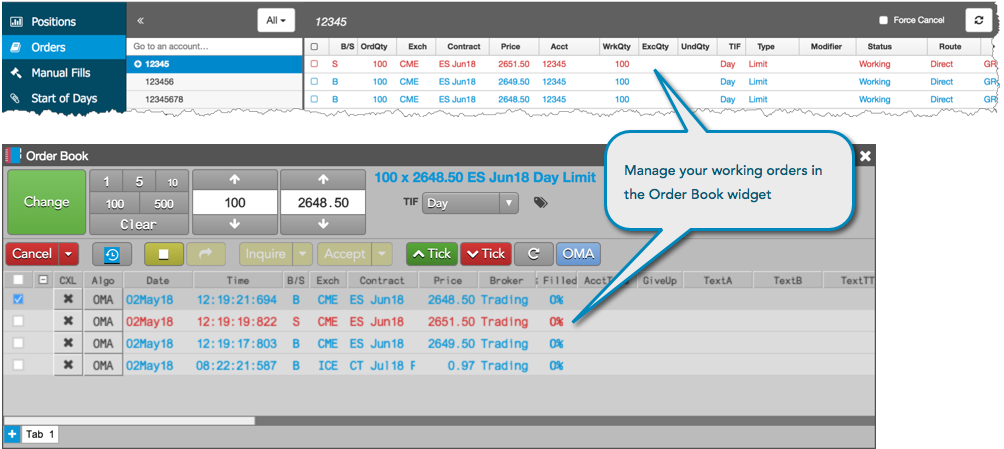 Positions « All 12345 Force Cancel
Orders Go to an account... B/S OrdQty Exch Contract Price Acct WrkQty ExcQty UndQty TIF Type Modifier Status Route
12345 S 100 CME ES Jun18 2651.50 12345 100 Day Limit Working Direct GR
Manual Fills 123456 B 100 CME ES Jun18 2649.50 12345 100 Day Limit Working Direct GR
Start of Days 12345678 B 100 CME ES Jun18 2648.50 12345 100 Day Limit Working Direct GR
Manage your working orders in
the Order Book widget
Order Book
Change 1 5 10 100 x 2648.50 ES Jun18 Day Limit
100 500 100 2648.50 TIF Day
Clear
Cancel Inquire Accept Tick Tick C OMA
CXL Algo Date Time B/S Exch Contract Price Broker Filled GiveUp TextA TextB TextTT
OMA 02May18 12:19:21:694 B CME ES Jun18 2648.50 Trading 0%
OMA 02May18 12:19:19:822 S CME ES Jun18 2651.50 Trading 0%
OMA 02May18 12:19:17:803 B CME ES Jun18 2649.50 Trading 0%
OMA 02May18 08:22:21:587 B ICE CT Jul18 F 0.97 Trading 0%
+ Tab 1